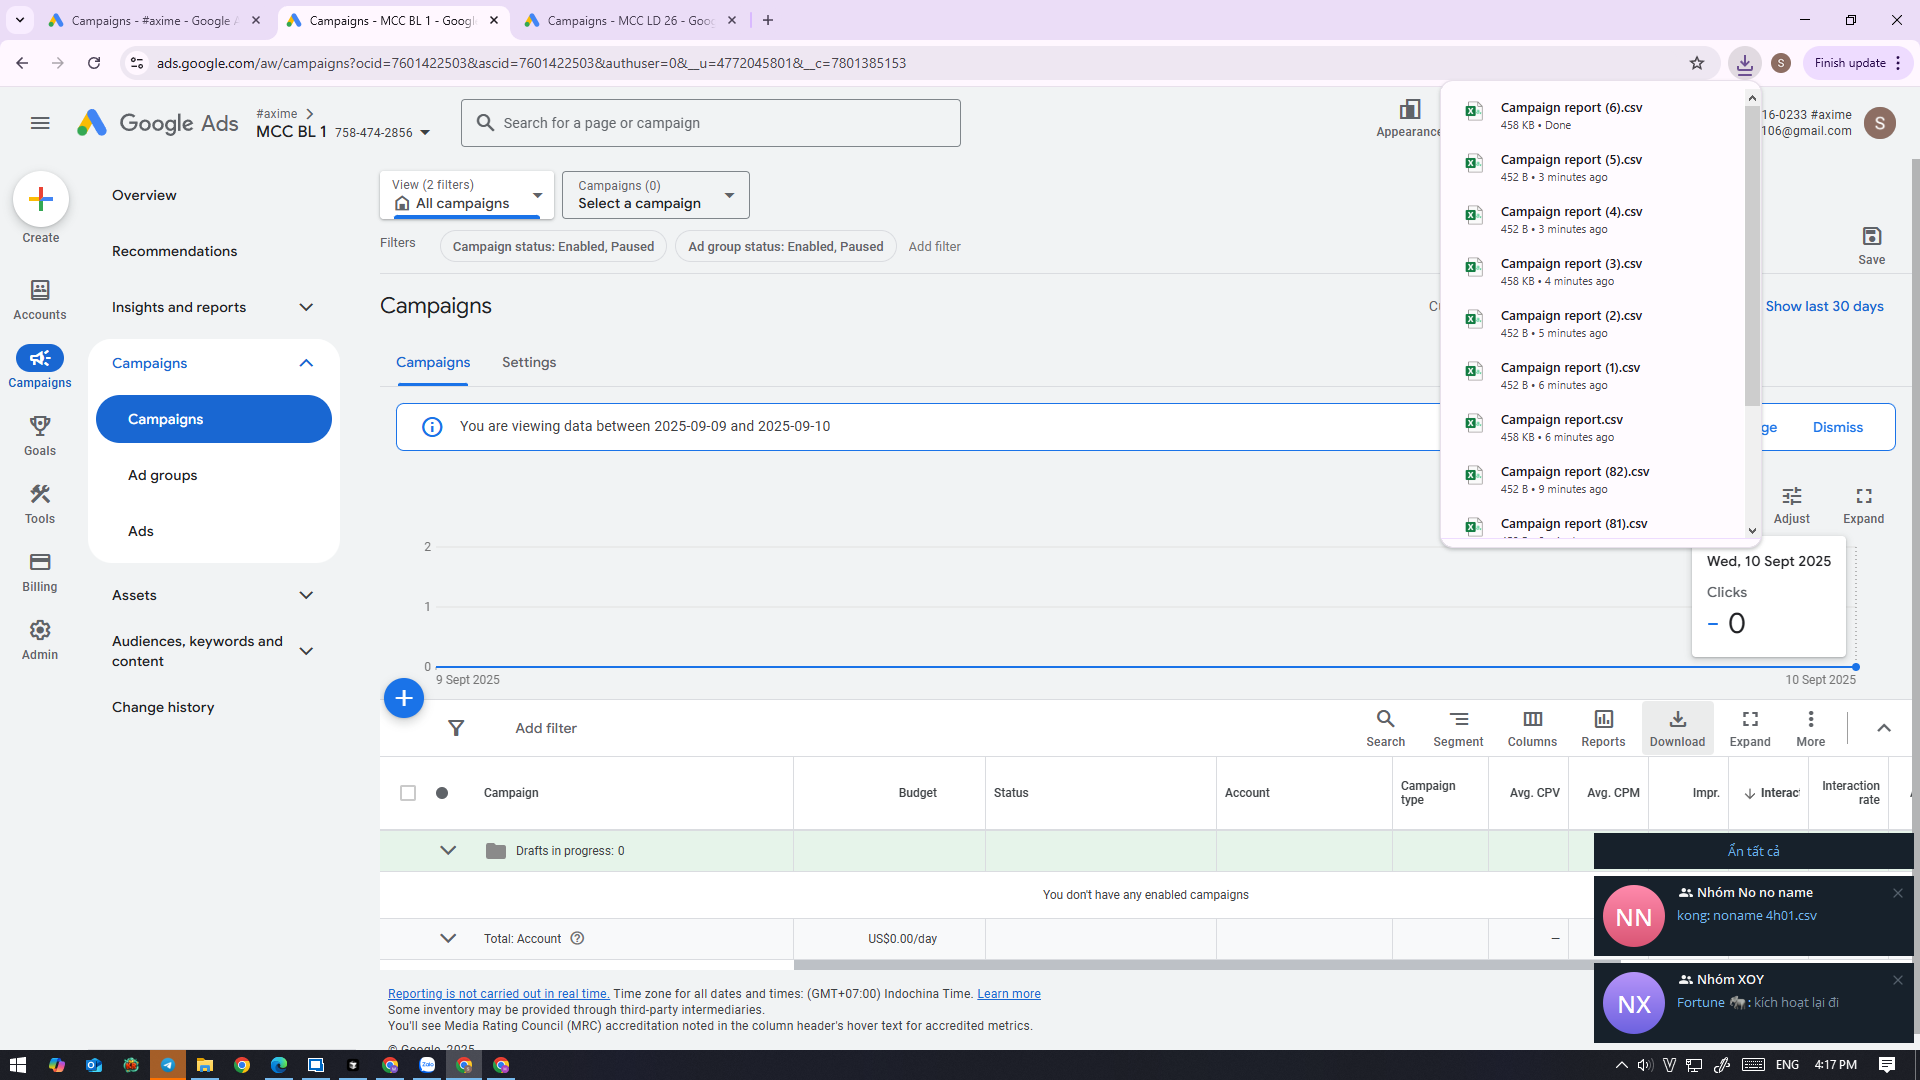 Campaigns - #axime - Google A
Campaigns - MCC BL 1 - Googl
Campaigns - MCC LD 26 - Goo
ads.google.com/aw/campaigns?ocid=7601422503&ascid=7601422503&authuser=0&__u=4772045801&__c=7801385153
S
Finish update
Google Ads
#axime
MCC BL 1 758-474-2856
Search for a page or campaign
Appearance
16-0233 #axime
106@gmail.com
S
Campaign report (6).csv
458 KB • Done
Campaign report (5).csv
452 B • 3 minutes ago
Campaign report (4).csv
452 B • 3 minutes ago
Campaign report (3).csv
458 KB • 4 minutes ago
Campaign report (2).csv
452 B • 5 minutes ago
Campaign report (1).csv
452 B • 6 minutes ago
Campaign report.csv
458 KB • 6 minutes ago
Campaign report (82).csv
452 B • 9 minutes ago
Campaign report (81).csv
Create
Accounts
Campaigns
Goals
Tools
Billing
Admin
Overview
Recommendations
Insights and reports
Campaigns
Campaigns
Ad groups
Ads
Assets
Audiences, keywords and
content
Change history
View (2 filters)
All campaigns
Campaigns (0)
Select a campaign
Filters
Campaign status: Enabled, Paused
Ad group status: Enabled, Paused
Add filter
Save
Campaigns
Show last 30 days
Campaigns
Settings
You are viewing data between 2025-09-09 and 2025-09-10
ge
Dismiss
Adjust
Expand
2
1
0
9 Sept 2025
10 Sept 2025
Wed, 10 Sept 2025
Clicks
0
Add filter
Search
Segment
Columns
Reports
Download
Expand
More
Campaign
Budget
Status
Account
Campaign
type
Avg. CPV
Avg. CPM
Impr.
Interac
Interaction
rate
Drafts in progress: 0
You don't have any enabled campaigns
Total: Account
US$0.00/day
—
Reporting is not carried out in real time. Time zone for all dates and times: (GMT+07:00) Indochina Time. Learn more
Some inventory may be provided through third-party intermediaries.
You'll see Media Rating Council (MRC) accreditation noted in the column header's hover text for accredited metrics.
© Google, 2025
Ẩn tất cả
NN
Nhóm No no name
kong: noname 4h01.csv
NX
Nhóm XOY
Fortune 🐘: kích hoạt lại đi
Zalo
ENG
4:17 PM